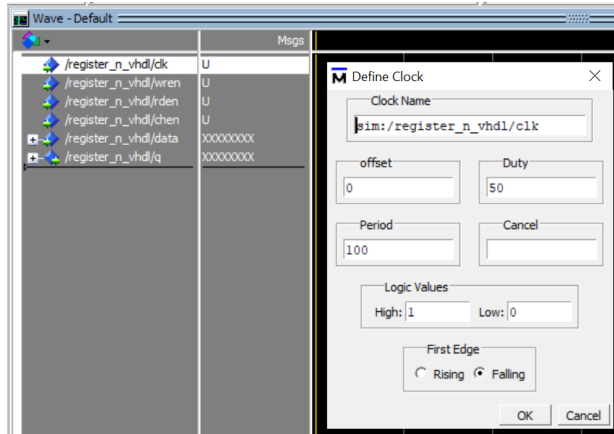 Wave - Default
Msgs
/register_n_vhdl/clk U
/register_n_vhdl/wren U
/register_n_vhdl/rden U
/register_n_vhdl/chen U
/register_n_vhdl/data XXXXXXXX
/register_n_vhdl/q XXXXXXXX
M Define Clock
Clock Name
sim:/register_n_vhdl/clk
offset Duty
0 50
Period Cancel
100
Logic Values
High: 1 Low: 0
First Edge
Rising Falling
OK Cancel